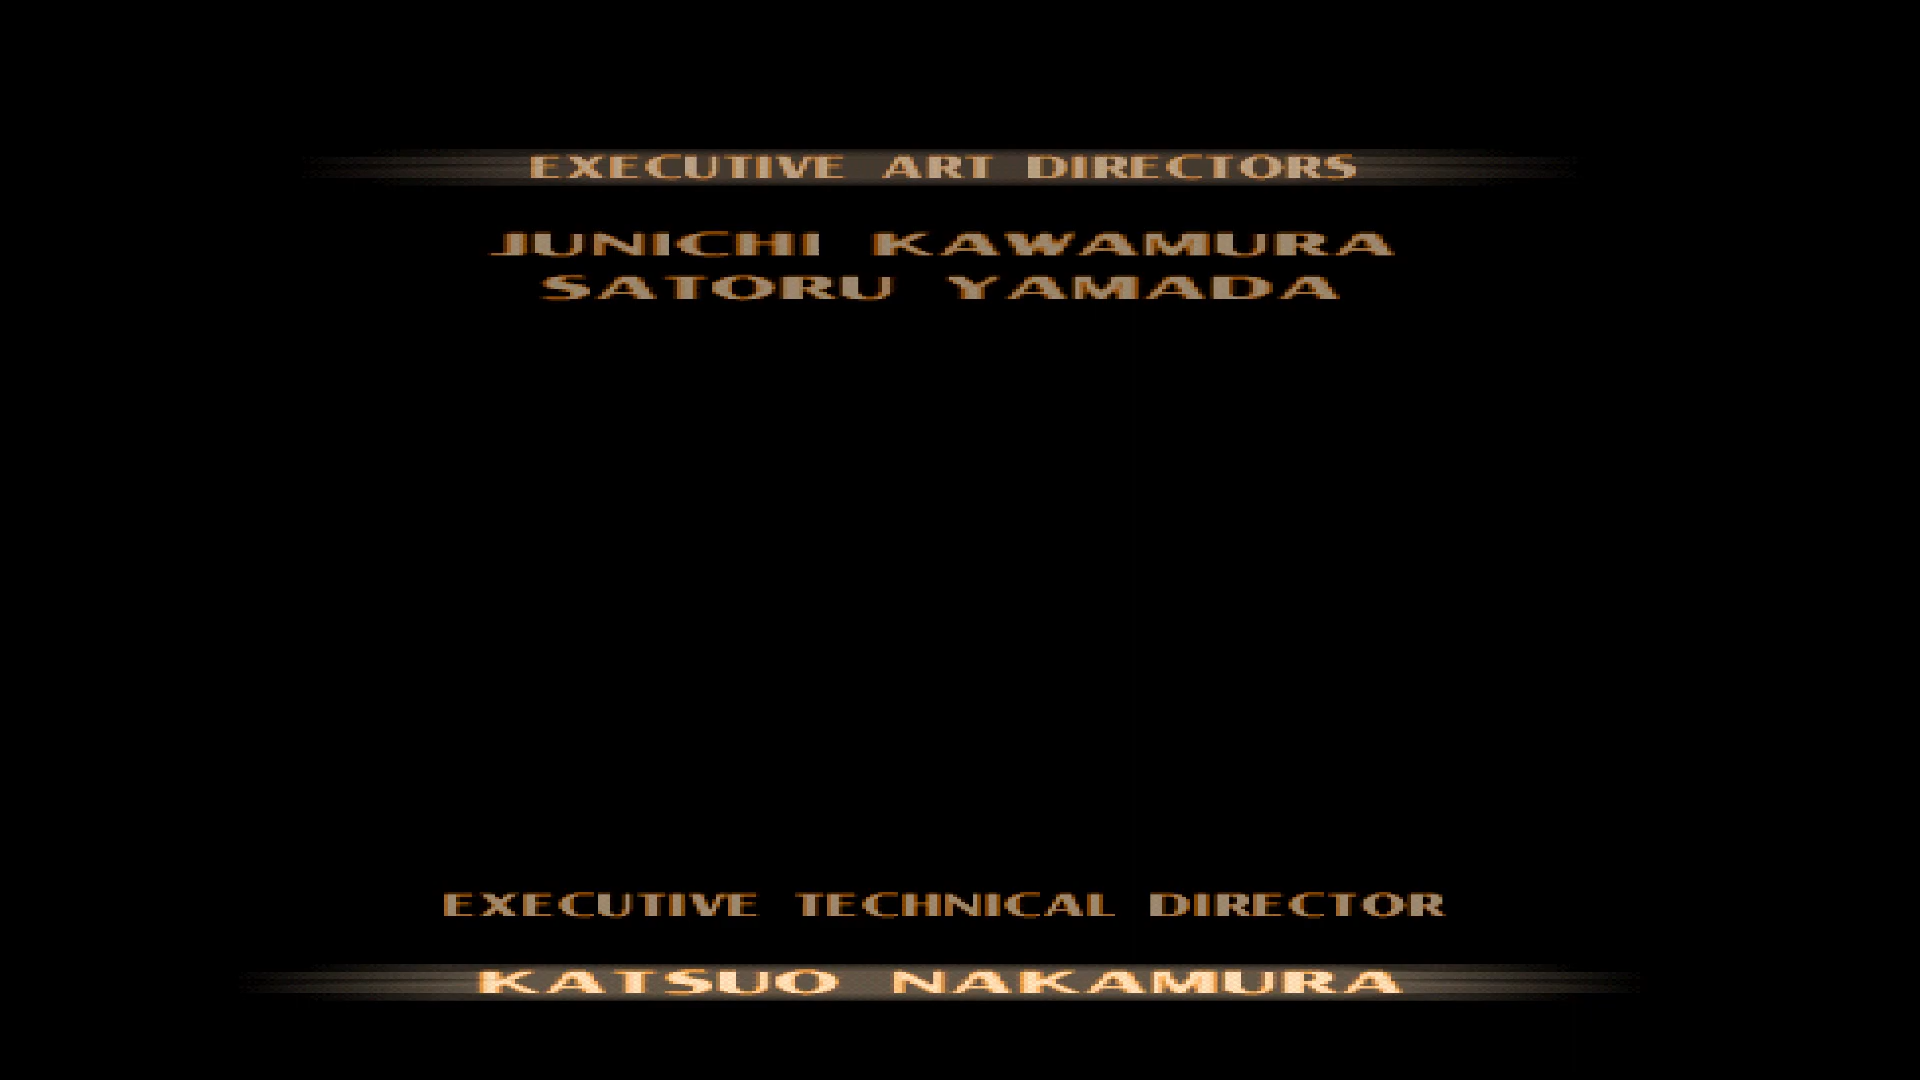 EXECUTIVE ART DIRECTORS
JUNICHI KAWAMURA
SATORU YAMADA
EXECUTIVE TECHNICAL DIRECTOR
KATSUO NAKAMURA